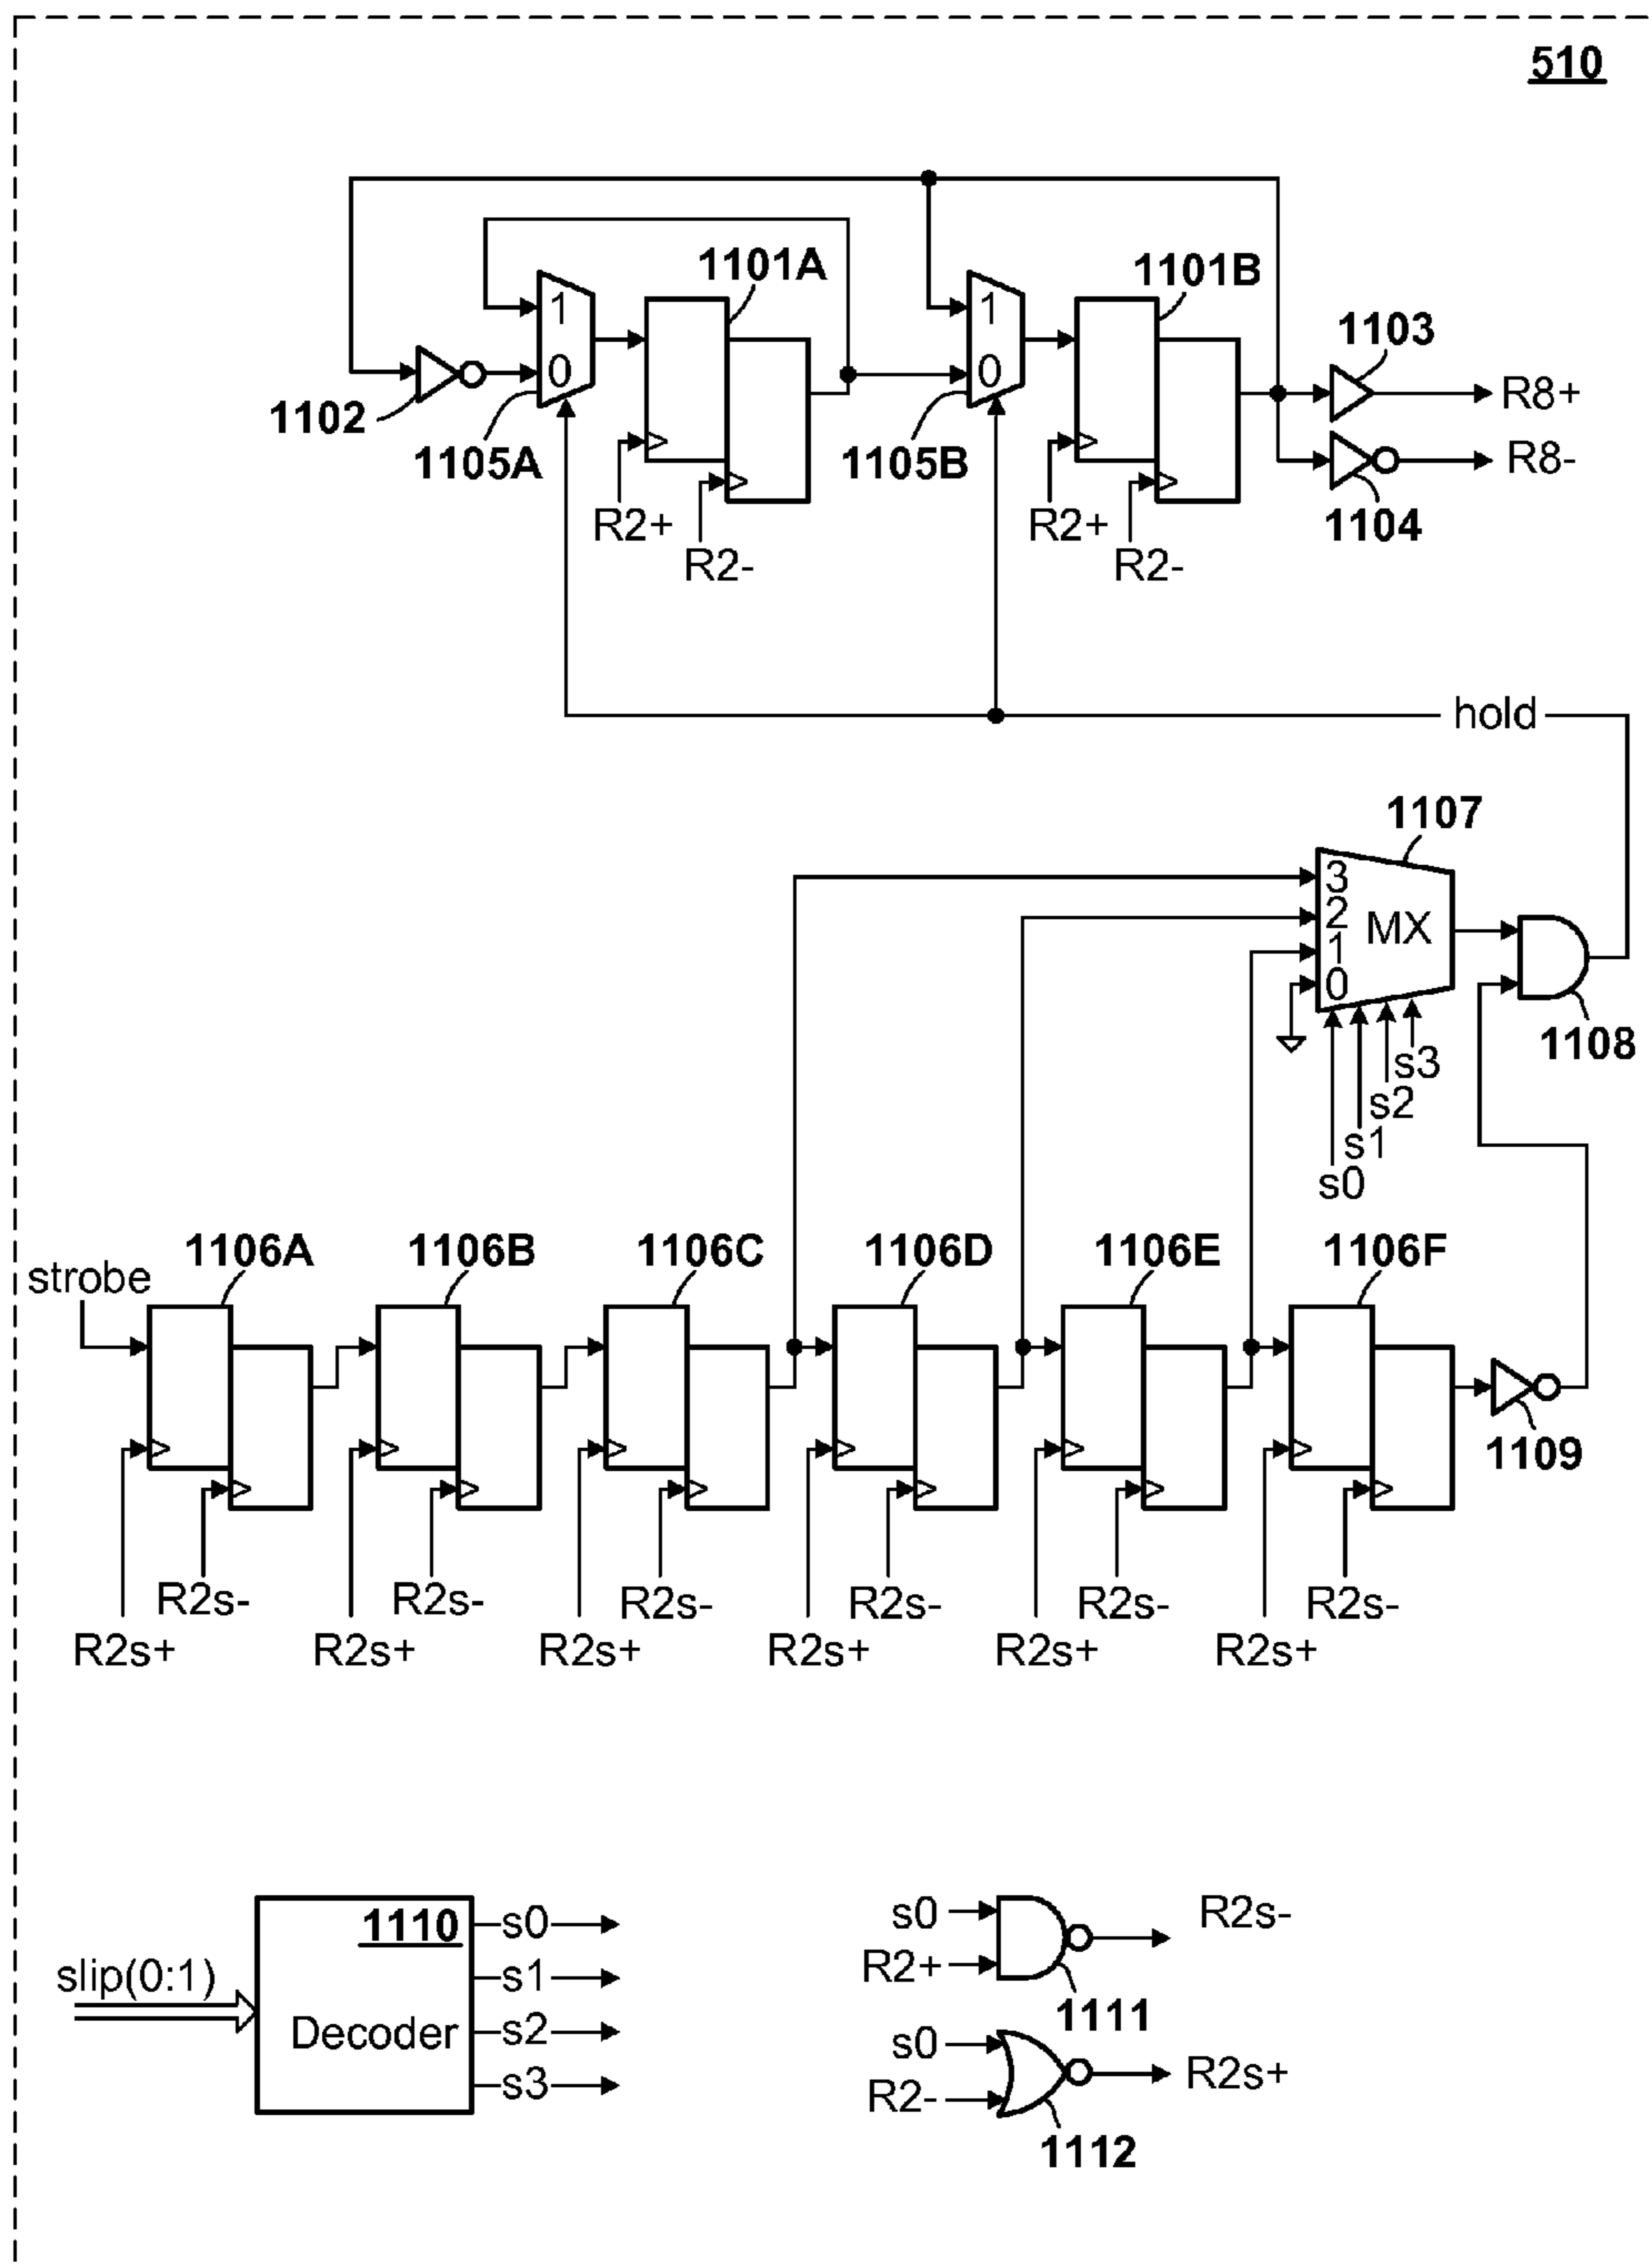 510
1101A
1101B
1103
1
0
1
0
R8+
1102
1105A
1105B
R8-
1104
R2+
R2-
R2+
R2-
hold
1107
3
2
1
0
MX
1108
s3
s2
s1
s0
1106A
1106B
1106C
1106D
1106E
1106F
strobe
1109
R2s-
R2s-
R2s-
R2s-
R2s-
R2s-
R2s+
R2s+
R2s+
R2s+
R2s+
R2s+
1110
s0
s1
s2
s3
slip(0:1)
Decoder
s0
R2+
R2s-
1111
s0
R2-
R2s+
1112